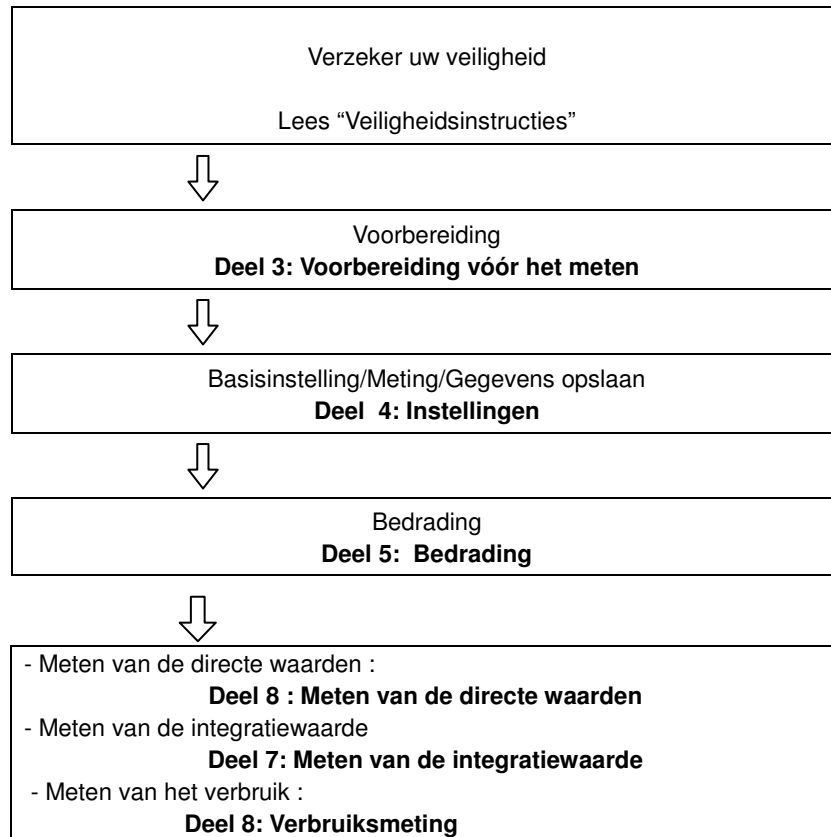 Verzeker uw veiligheid
Lees “Veiligheidsinstructies”
Voorbereiding
Deel 3: Voorbereiding vóór het meten
Basisinstelling/Meting/Gegevens opslaan
Deel 4: Instellingen
Bedrading
Deel 5: Bedrading
- Meten van de directe waarden :
Deel 8 : Meten van de directe waarden
- Meten van de integratiewaarde
Deel 7: Meten van de integratiewaarde
- Meten van het verbruik :
Deel 8: Verbruiksmeting